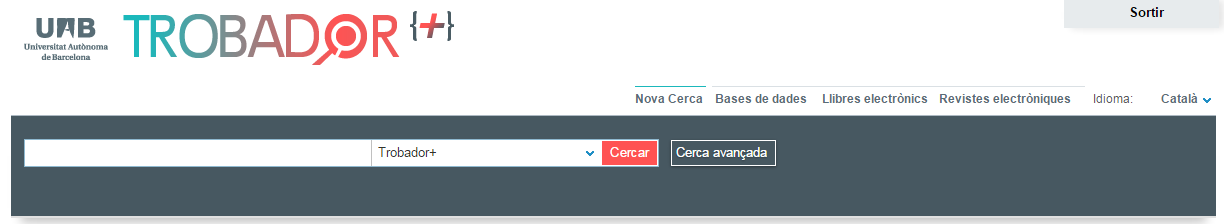 Sortir
UAB
Universitat Autònoma
de Barcelona
TROBADOR {+}
Nova Cerca Bases de dades Llibres electrònics Revistes electròniques Idioma: Català
Trobador+ Cercar Cerca avançada